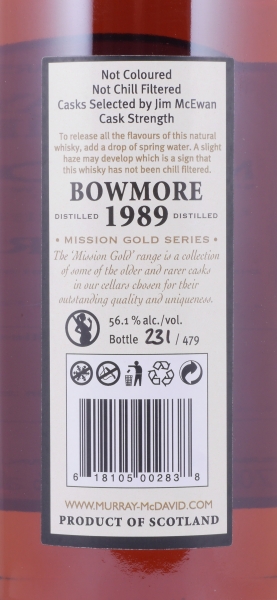 Not Coloured
Not Chill Filtered
Casks Selected by Jim McEwan
Cask Strength
To release all the flavours of this natural
whisky, add a drop of spring water. A slight
haze may develop which is a sign that
this whisky has not been chill filtered.
BOWMORE
DISTILLED 1989 DISTILLED
• MISSION GOLD SERIES •
The 'Mission Gold' range is a collection
of some of the older and rarer casks
in our cellars chosen for their
outstanding quality and uniqueness.
56.1% alc./vol.
Bottle 231 / 479
6 18105 00283 8
WWW.MURRAY-MCDAVID.COM
PRODUCT OF SCOTLAND